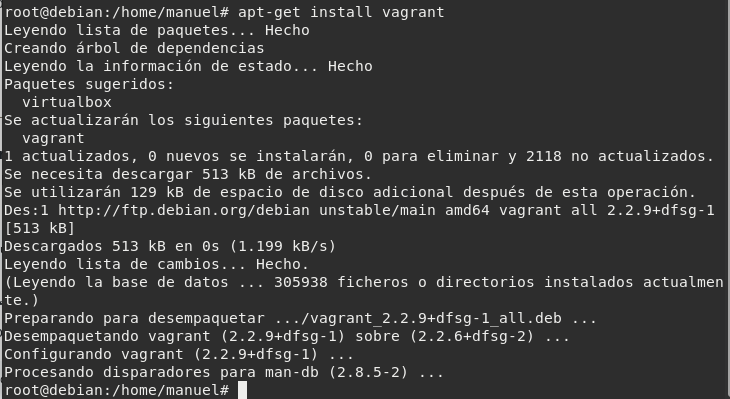 root@debian:/home/manuel# apt-get install vagrant
Leyendo lista de paquetes... Hecho
Creando árbol de dependencias
Leyendo la información de estado... Hecho
Paquetes sugeridos:
  virtualbox
Se actualizarán los siguientes paquetes:
  vagrant
1 actualizados, 0 nuevos se instalarán, 0 para eliminar y 2118 no actualizados.
Se necesita descargar 513 kB de archivos.
Se utilizarán 129 kB de espacio de disco adicional después de esta operación.
Des:1 http://ftp.debian.org/debian unstable/main amd64 vagrant all 2.2.9+dfsg-1
[513 kB]
Descargados 513 kB en 0s (1.199 kB/s)
Leyendo lista de cambios... Hecho.
(Leyendo la base de datos ... 305938 ficheros o directorios instalados actualmen
te.)
Preparando para desempaquetar .../vagrant_2.2.9+dfsg-1_all.deb ...
Desempaquetando vagrant (2.2.9+dfsg-1) sobre (2.2.6+dfsg-2) ...
Configurando vagrant (2.2.9+dfsg-1) ...
Procesando disparadores para man-db (2.8.5-2) ...
root@debian:/home/manuel#